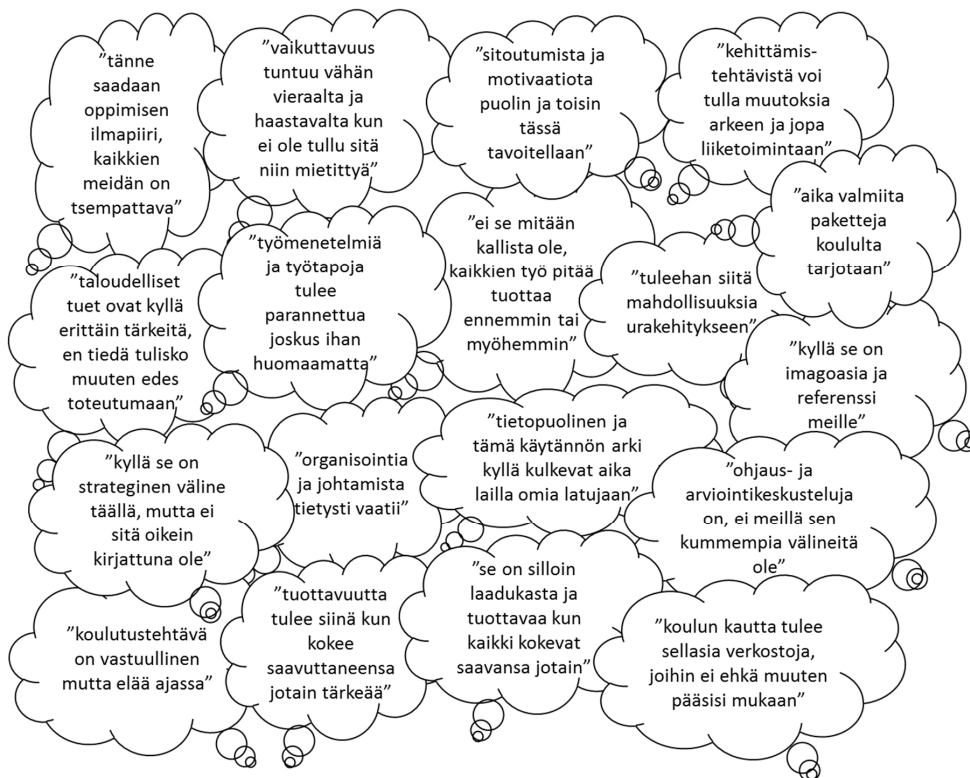 ”tänne
saadaan
oppimisen
ilmapiiri,
kaikkien
meidän on
tsempattava”
”vaikuttavuus
tuntuu vähän
vieraalta ja
haastavalta kun
ei ole tullu sitä
niin mietittyä”
”sitoutumista ja
motivaatiota
puolin ja toisin
tässä
tavoitellaan”
”kehittämis-
tehtävistä voi
tulla muutoksia
arkeen ja jopa
liiketoimintaan”
”taloudelliset
tuet ovat kyllä
erittäin tärkeitä,
en tiedä tulisko
muuten edes
toteutumaan”
”työmenetelmiä
ja työtapoja
tulee
parannettua
joskus ihan
huomaamatta”
”ei se mitään
kallista ole,
kaikkien työ pitää
tuottaa
ennemmin tai
myöhemmin”
”tuleehan siitä
mahdollisuuksia
urakehitykseen”
”aika valmiita
paketteja
koululta
tarjotaan”
”kyllä se on
imagoasia ja
referenssi
meille”
”kyllä se on
strateginen väline
täällä, mutta ei
sitä oikein
kirjattuna ole”
”organisointia
ja johtamista
tietysti vaatii”
”tietopuolinen ja
tämä käytännön arki
kyllä kulkevat aika
lailla omia latujaan”
”ohjaus- ja
arviointikeskusteluja
on, ei meillä sen
kummempia välineitä
ole”
”koulutustehtävä
on vastuullinen
mutta elää ajassa”
”tuottavuutta
tulee siinä kun
kokee
saavuttaneensa
jotain tärkeää”
”se on silloin
laadukasta ja
tuottavaa kun
kaikki kokevat
saavansa jotain”
”koulun kautta tulee
sellasia verkostoja,
joihin ei ehkä muuten
pääsisi mukaan”